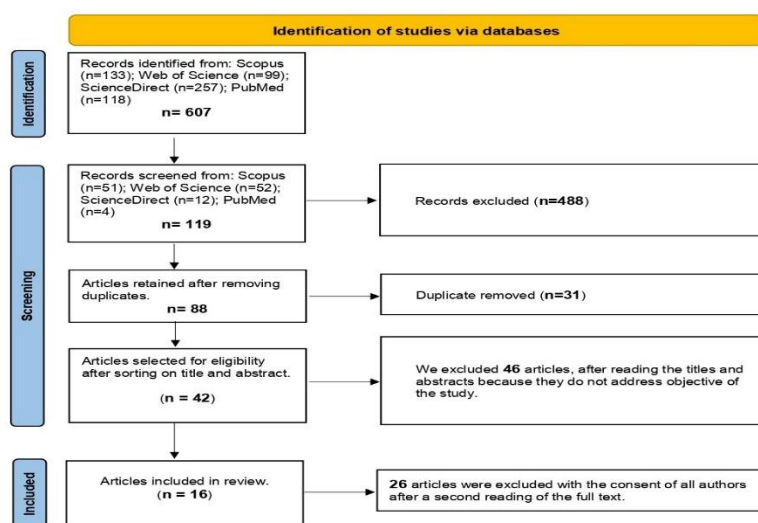 Identification of studies via databases
Identification
Records identified from: Scopus
(n=133); Web of Science (n=99);
ScienceDirect (n=257); PubMed
(n=118)
n= 607
Screening
Records screened from: Scopus
(n=51); Web of Science (n=52);
ScienceDirect (n=12); PubMed
(n=4)
n= 119
Records excluded (n=488)
Articles retained after removing
duplicates.
n= 88
Duplicate removed (n=31)
Articles selected for eligibility
after sorting on title and abstract.
(n = 42)
We excluded 46 articles, after reading the titles and
abstracts because they do not address objective of
the study.
Included
Articles included in review.
(n = 16)
26 articles were excluded with the consent of all authors
after a second reading of the full text.